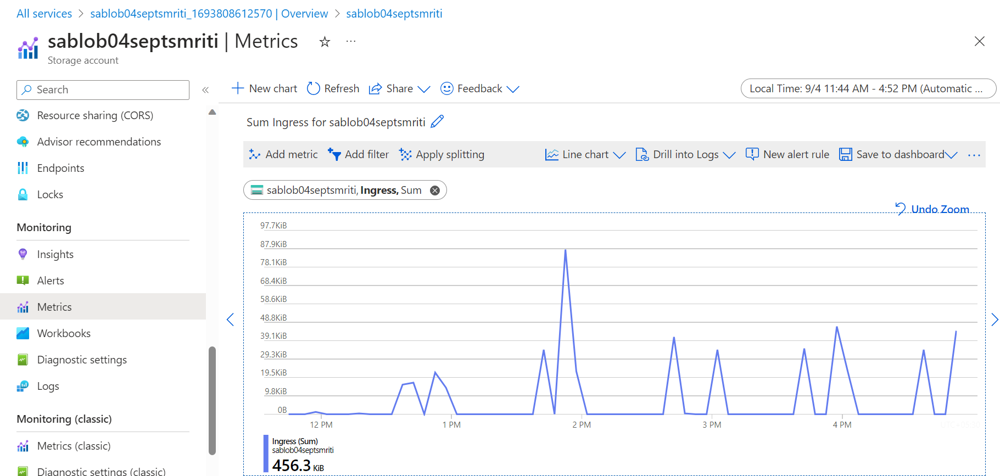 All services > sablob04septsmriti_1693808612570 | Overview > sablob04septsmriti
sablob04septsmriti | Metrics
Storage account
Search
Resource sharing (CORS)
Advisor recommendations
Endpoints
Locks
Monitoring
Insights
Alerts
Metrics
Workbooks
Diagnostic settings
Logs
Monitoring (classic)
Metrics (classic)
Diagnostic settings (classic)
New chart Refresh Share Feedback
Local Time: 9/4 11:44 AM - 4:52 PM (Automatic ...
Sum Ingress for sablob04septsmriti
Add metric Add filter Apply splitting Line chart Drill into Logs New alert rule Save to dashboard
sablob04septsmriti, Ingress, Sum
Undo Zoom
97.7KiB
87.9KiB
78.1KiB
68.4KiB
58.6KiB
48.8KiB
39.1KiB
29.3KiB
19.5KiB
9.8KiB
0B
12 PM 1 PM 2 PM 3 PM 4 PM UTC+05:30
Ingress (Sum)
sablob04septsmriti
456.3 KiB